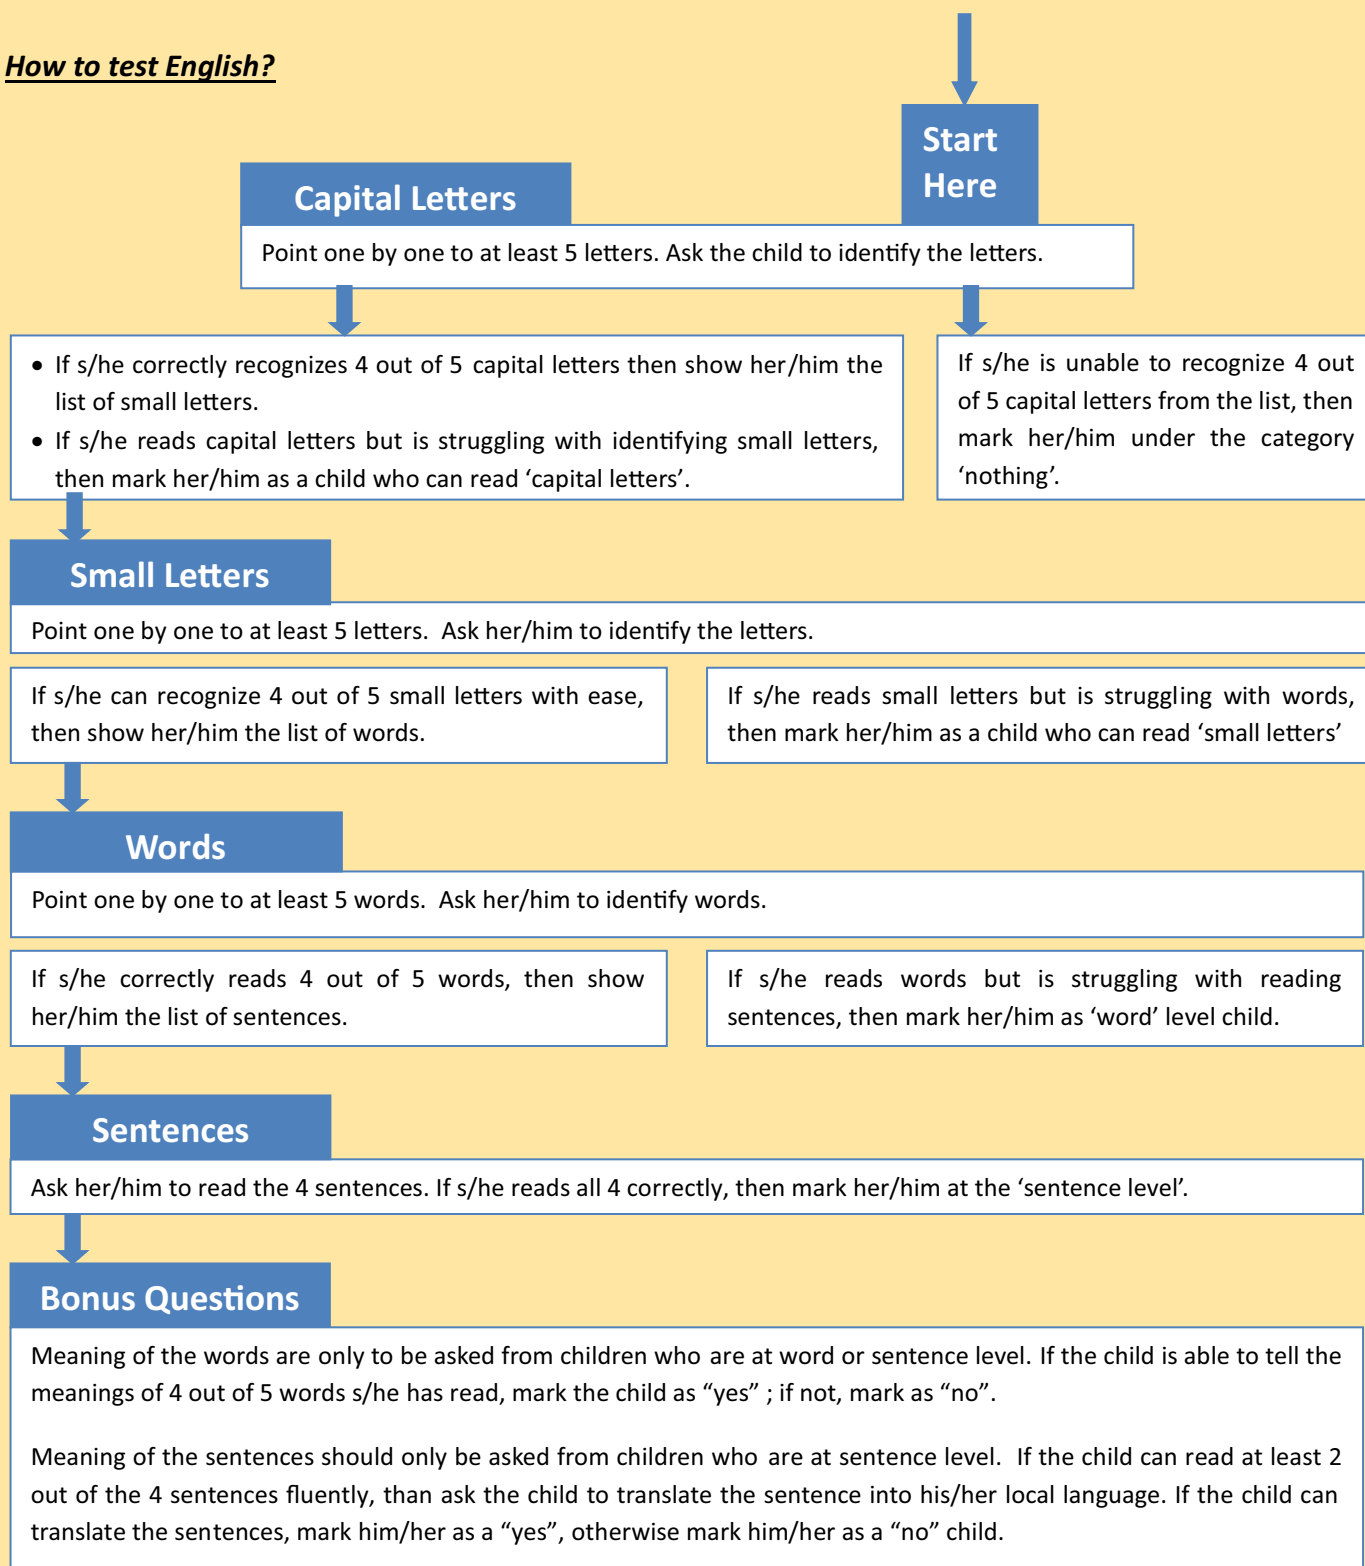 How to test English?
Start
Here
Capital Letters
Point one by one to at least 5 letters. Ask the child to identify the letters.
• If s/he correctly recognizes 4 out of 5 capital letters then show her/him the
list of small letters.
• If s/he reads capital letters but is struggling with identifying small letters,
then mark her/him as a child who can read ‘capital letters’.
If s/he is unable to recognize 4 out
of 5 capital letters from the list, then
mark her/him under the category
‘nothing’.
Small Letters
Point one by one to at least 5 letters.  Ask her/him to identify the letters.
If s/he can recognize 4 out of 5 small letters with ease,
then show her/him the list of words.
If s/he reads small letters but is struggling with words,
then mark her/him as a child who can read ‘small letters’
Words
Point one by one to at least 5 words.  Ask her/him to identify words.
If s/he correctly reads 4 out of 5 words, then show
her/him the list of sentences.
If s/he reads words but is struggling with reading
sentences, then mark her/him as ‘word’ level child.
Sentences
Ask her/him to read the 4 sentences. If s/he reads all 4 correctly, then mark her/him at the ‘sentence level’.
Bonus Questions
Meaning of the words are only to be asked from children who are at word or sentence level. If the child is able to tell the
meanings of 4 out of 5 words s/he has read, mark the child as “yes” ; if not, mark as “no”.
Meaning of the sentences should only be asked from children who are at sentence level.  If the child can read at least 2
out of the 4 sentences fluently, than ask the child to translate the sentence into his/her local language. If the child can
translate the sentences, mark him/her as a “yes”, otherwise mark him/her as a “no” child.